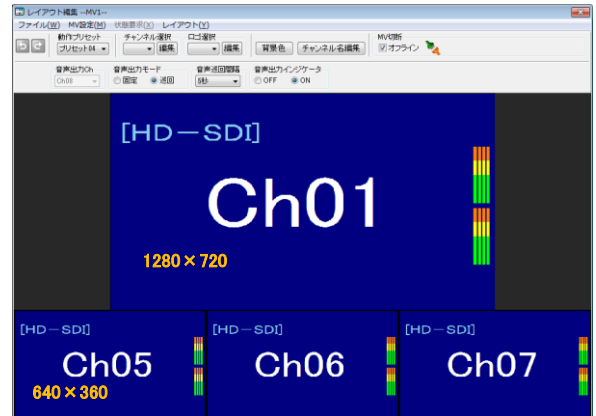 レイアウト編集 --MV1--
ファイル(W) MV設定(M) 状態要求(X) レイアウト(Y)
動作プリセット チャンネル選択 ロゴ選択 MV切断
プリセット04 編集 編集 背景色 チャンネル名編集 オフライン
音声出力Ch 音声出力モード 音声巡回間隔 音声出力インジケータ
Ch08 固定 巡回 5秒 OFF ON
[HD-SDI]
Ch01
1280×720
[HD-SDI] [HD-SDI] [HD-SDI]
Ch05 Ch06 Ch07
640×360